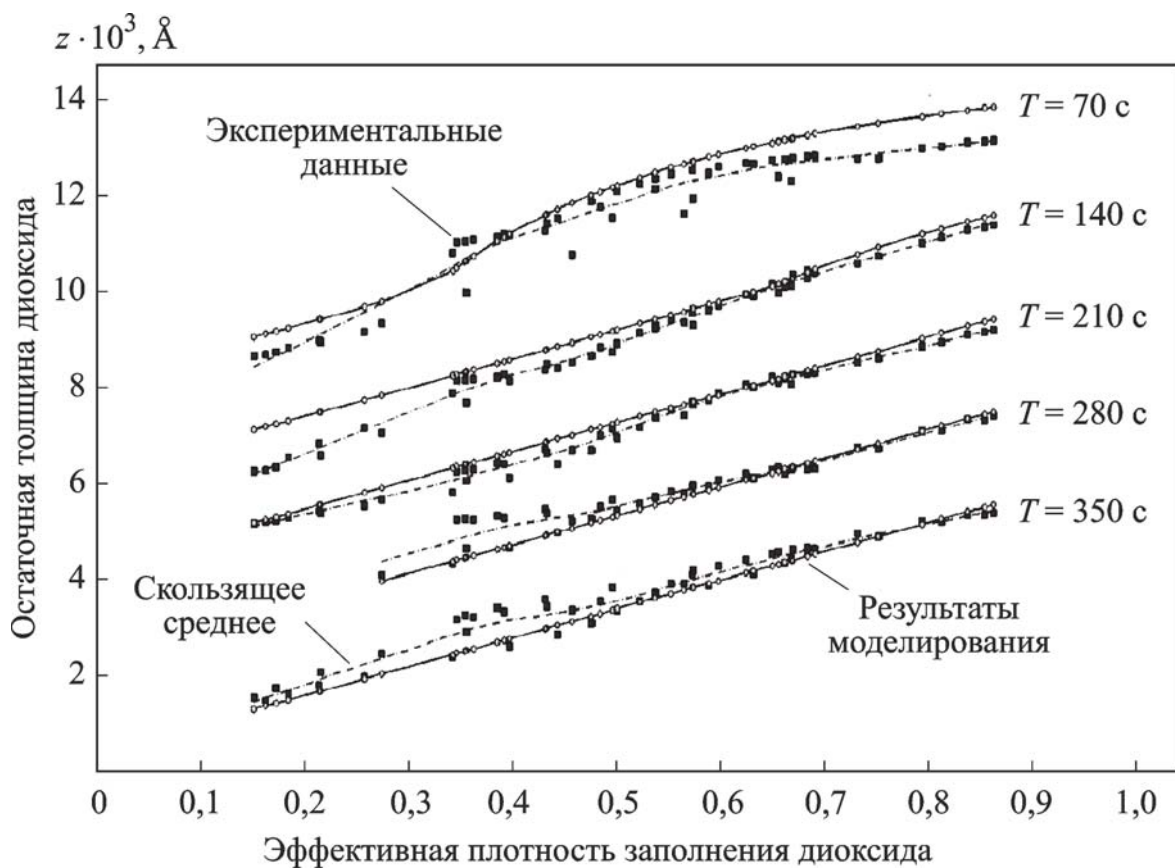 z · 10³, Å
Остаточная толщина диоксида
14
12
10
8
6
4
2
Экспериментальные
данные
T = 70 с
T = 140 с
T = 210 с
T = 280 с
T = 350 с
Скользящее
среднее
Результаты
моделирования
0 0,1 0,2 0,3 0,4 0,5 0,6 0,7 0,8 0,9 1,0
Эффективная плотность заполнения диоксида